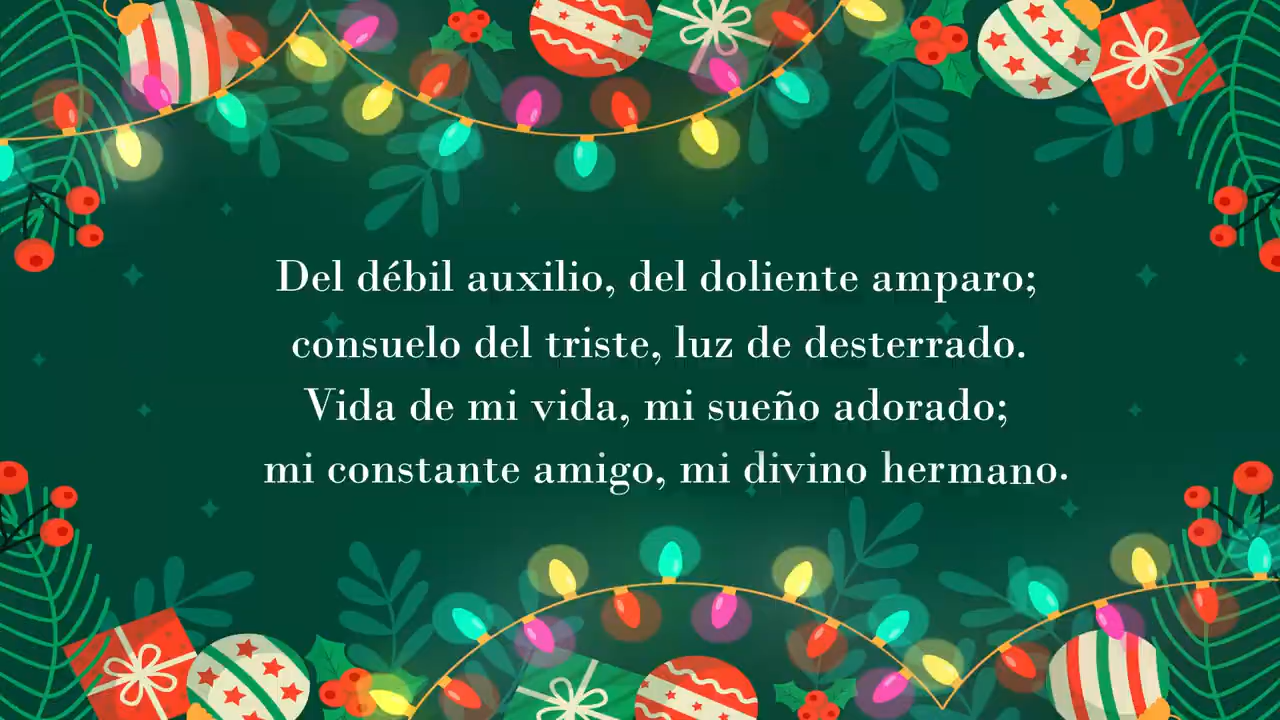 Del débil auxilio, del doliente amparo;
consuelo del triste, luz de desterrado.
Vida de mi vida, mi sueño adorado;
mi constante amigo, mi divino hermano.